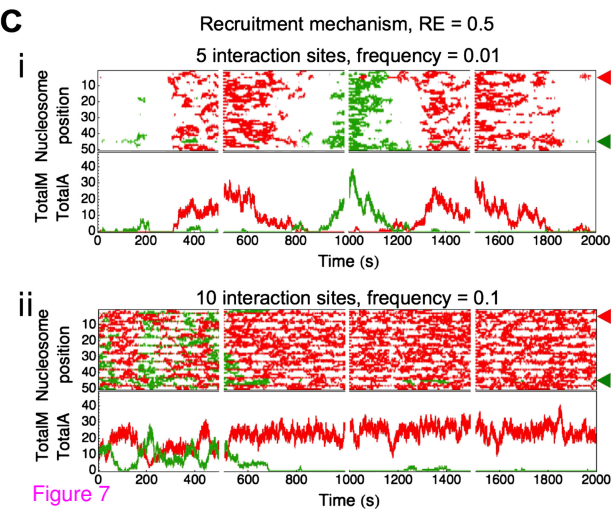 C
Recruitment mechanism, RE = 0.5
i
5 interaction sites, frequency = 0.01
Nucleosome
position
10
20
30
40
50
TotalM
TotalA
40
30
20
10
0
0 200 400 600 800 1000 1200 1400 1600 2000
Time (s)
ii
10 interaction sites, frequency = 0.1
Nucleosome
position
10
20
30
40
50
TotalM
TotalA
40
30
20
10
0
0 200 400 600 800 1000 1200 1400 1600 2000
Time (s)
Figure 7